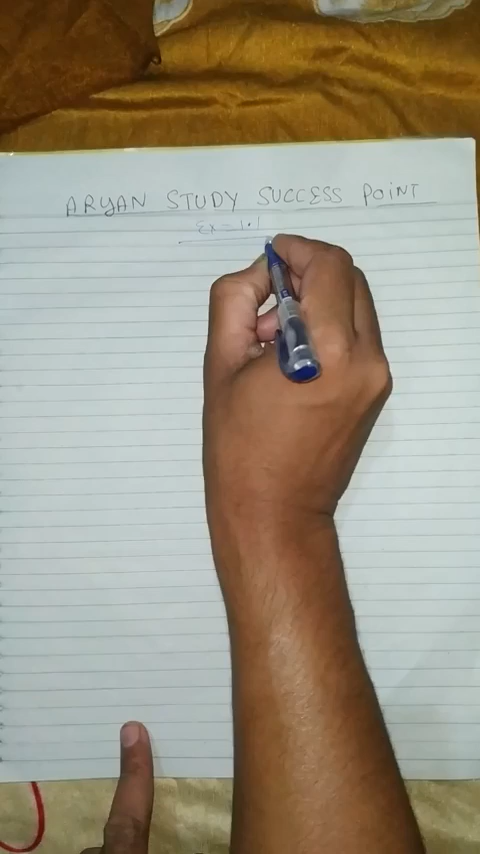 ARYAN STUDY SUCCESS POINT
Ex = 1.1